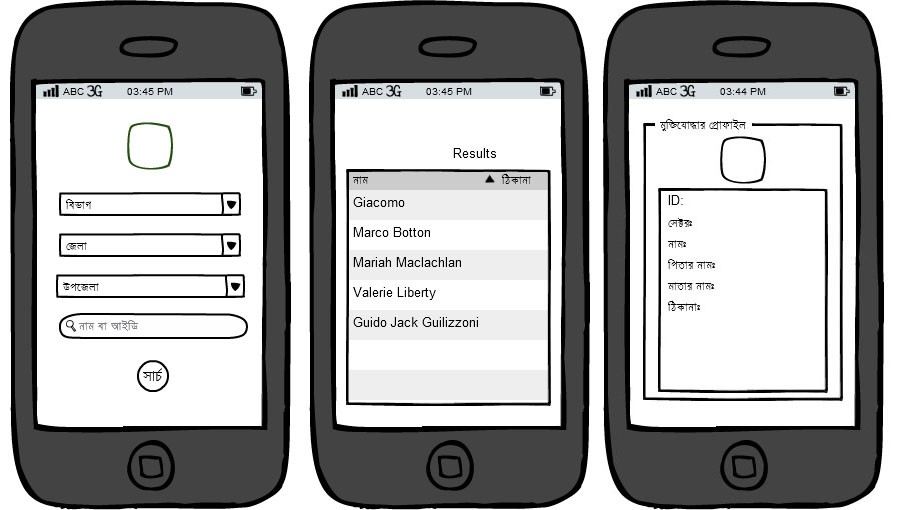 ABC 3G 03:45 PM
বিভাগ
জেলা
উপজেলা
নাম বা আইডি
সার্চ
ABC 3G 03:45 PM
Results
নাম ঠিকানা
Giacomo
Marco Botton
Mariah Maclachlan
Valerie Liberty
Guido Jack Guilizzoni
ABC 3G 03:44 PM
মুক্তিযোদ্ধার প্রোফাইল
ID:
সেক্টরঃ
নামঃ
পিতার নামঃ
মাতার নামঃ
ঠিকানাঃ